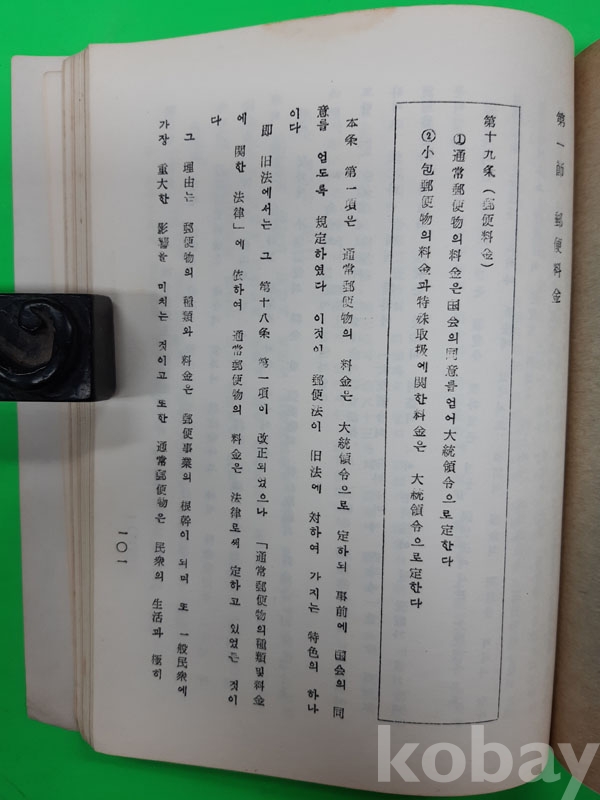 第一節 郵便料金
第十九条 (郵便料金)
①通常郵便物의料金은国会의同意를얻어大統領令으로定한다
②小包郵便物의料金과特殊取扱에関한料金은 大統領令으로定한다
本条 第一項은 通常郵便物의 料金은 大統領令으로 定하되 事前에 国会의 同
意를 얻도록 規定하였다 이것이 郵便法이 旧法에 対하여 가지는 特色의 하나
이다
即 旧法에서는 그 第十八条 第一項이 改正되었으나 「通常郵便物의種類및料金
에 関한 法律」에 依하여 通常郵便物의 料金은 法律로써 定하고 있었든 것이
다
그 理由는 郵便物의 種類와 料金은 郵便事業의 根幹이 되며 또 一般民衆에
가장 重大한 影響을 미치는 것이고 또한 通常郵便物은 民衆의 生活과 極히
一〇一
kobay